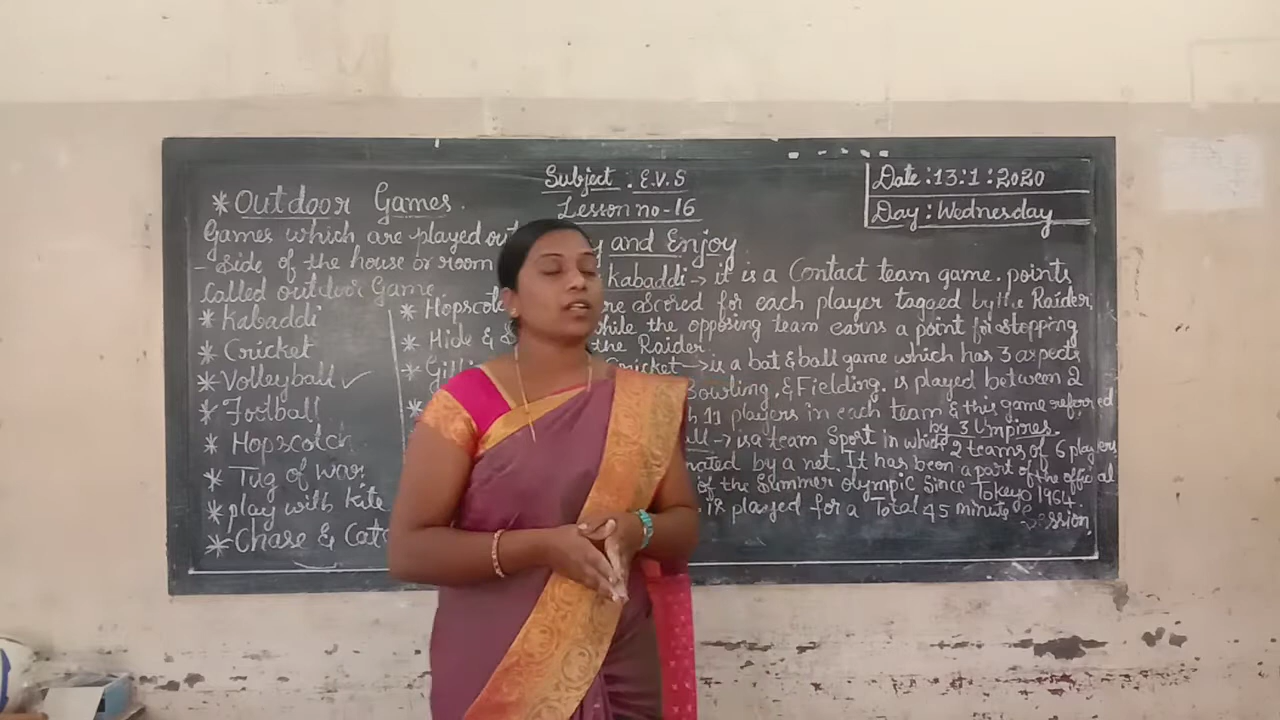 Subject : E.V.S
Lesson no-16
Date : 13 : 1 : 2020
Day : Wednesday
* Outdoor Games.
Games which are played out
- Side of the house or room
called outdoor Game.
* Kabaddi
* Cricket
* Volleyball ✓
* Football
* Hopscotch
* Tug of war
* play with kite
* Chase & Catc
* Hopscotc
* Hide & S
* Gilli
*
y and Enjoy
kabaddi → it is a Contact team game. points
are Scored for each player tagged by the Raider,
while the opposing team earns a point for stopping
the Raider
Cricket → is a bat & ball game which has 3 aspects
Bowling, & Fielding. is played between 2
h 11 players in each team & this game referred
by 3 Umpires.
ll → is a team Sport in which 2 teams of 6 players
rated by a net. It has been a part of the official
of the Summer olympic Since Tokeyo 1964
is played for a Total 45 minute
session